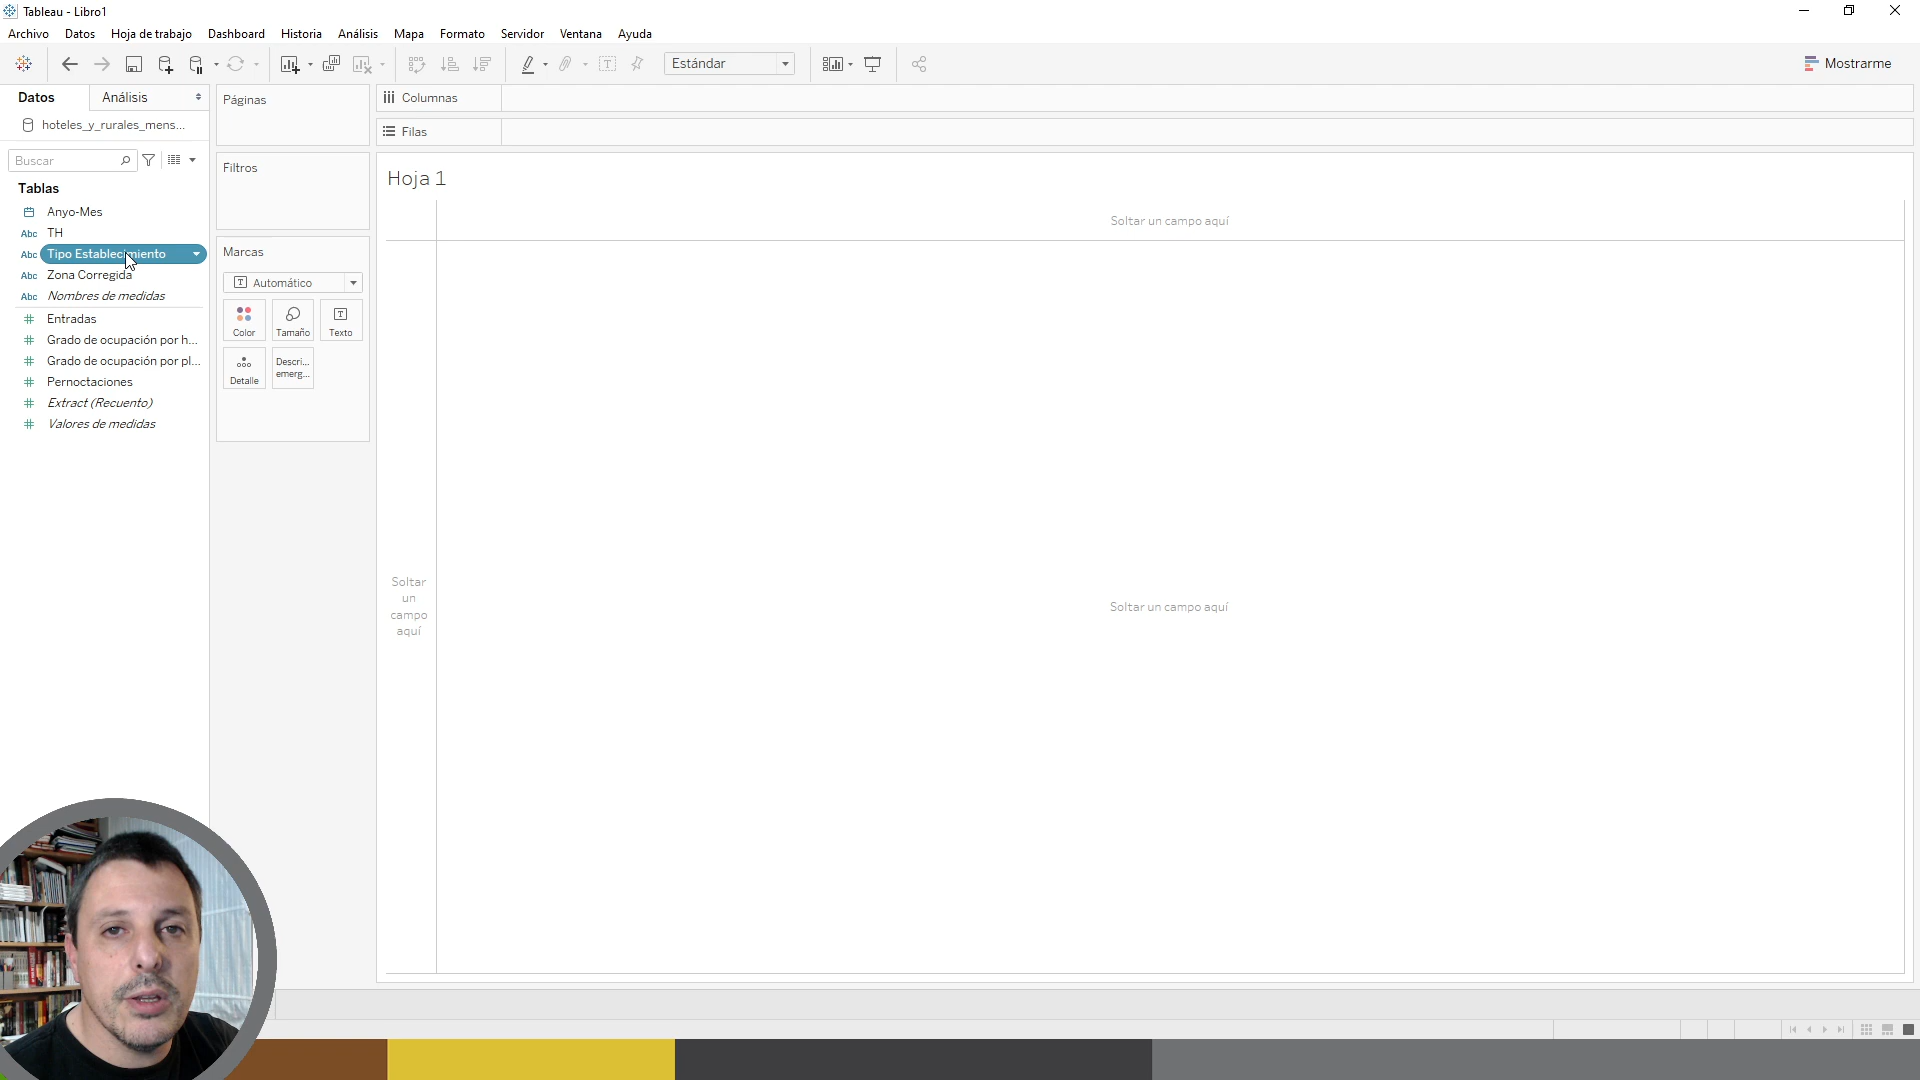 Tableau - Libro1
Archivo Datos Hoja de trabajo Dashboard Historia Análisis Mapa Formato Servidor Ventana Ayuda
Estándar
Mostrarme
Datos Análisis
Páginas
Columnas
hoteles_y_rurales_mens...
Filas
Buscar
Filtros
Hoja 1
Tablas
Anyo-Mes
Soltar un campo aquí
Abc TH
Abc Tipo Establecimiento
Marcas
Abc Zona Corregida
Automático
Abc Nombres de medidas
Entradas
Color Tamaño Texto
Grado de ocupación por h...
Grado de ocupación por pl...
Detalle
Descri...
emerg...
Pernoctaciones
Extract (Recuento)
Valores de medidas
Soltar
un
campo
aquí
Soltar un campo aquí